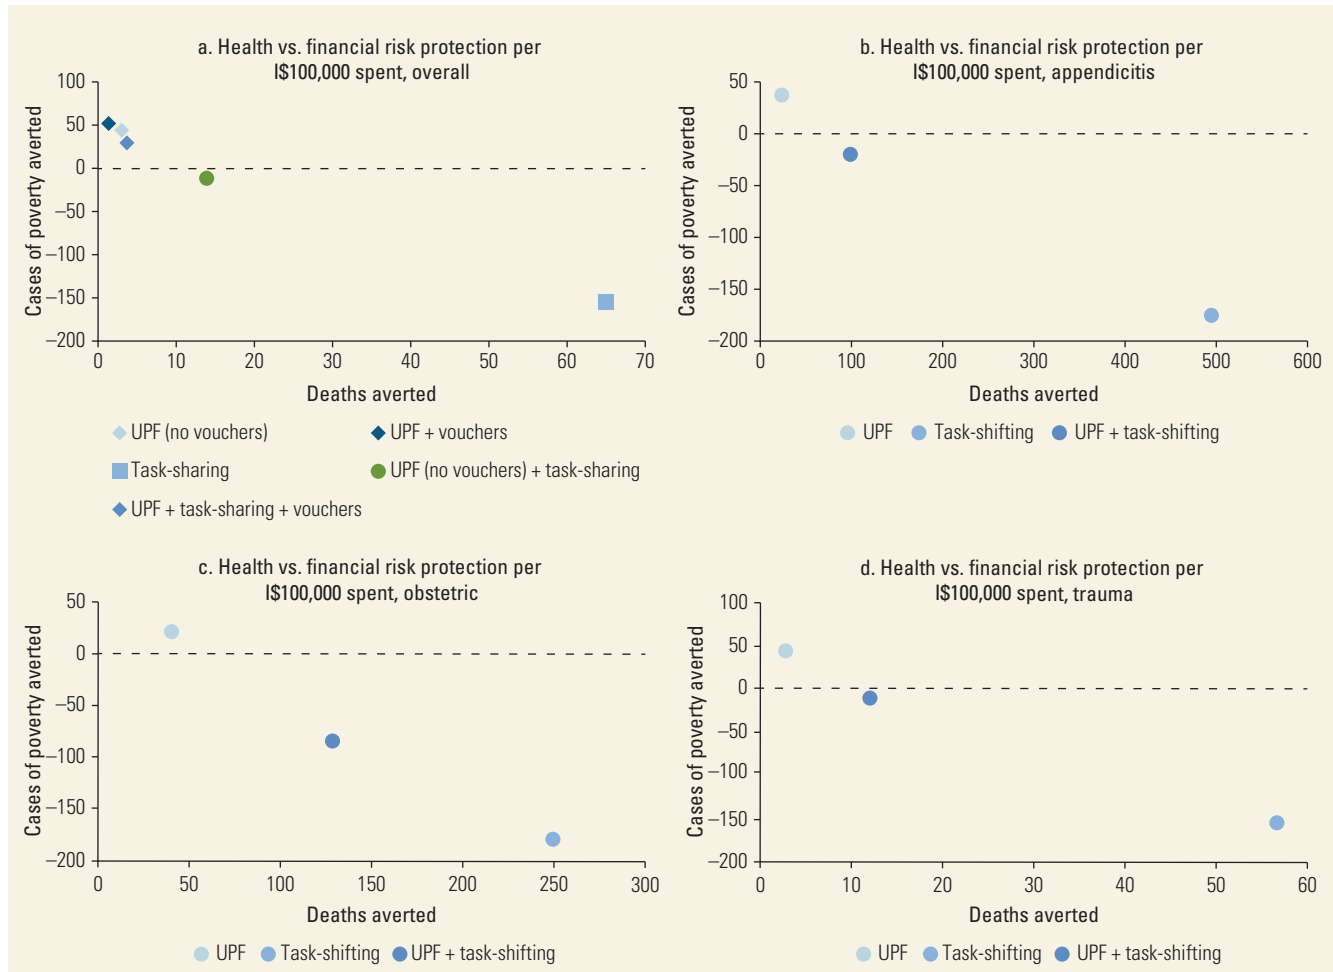 a. Health vs. financial risk protection per
I$100,000 spent, overall
Cases of poverty averted
100
50
0
–50
–100
–150
–200
0 10 20 30 40 50 60 70
Deaths averted
UPF (no vouchers) UPF + vouchers
Task-sharing UPF (no vouchers) + task-sharing
UPF + task-sharing + vouchers
b. Health vs. financial risk protection per
I$100,000 spent, appendicitis
Cases of poverty averted
50
0
–50
–100
–150
–200
0 100 200 300 400 500 600
Deaths averted
UPF Task-shifting UPF + task-shifting
c. Health vs. financial risk protection per
I$100,000 spent, obstetric
Cases of poverty averted
50
0
–50
–100
–150
–200
0 50 100 150 200 250 300
Deaths averted
UPF Task-shifting UPF + task-shifting
d. Health vs. financial risk protection per
I$100,000 spent, trauma
Cases of poverty averted
100
50
0
–50
–100
–150
–200
0 10 20 30 40 50 60
Deaths averted
UPF Task-shifting UPF + task-shifting